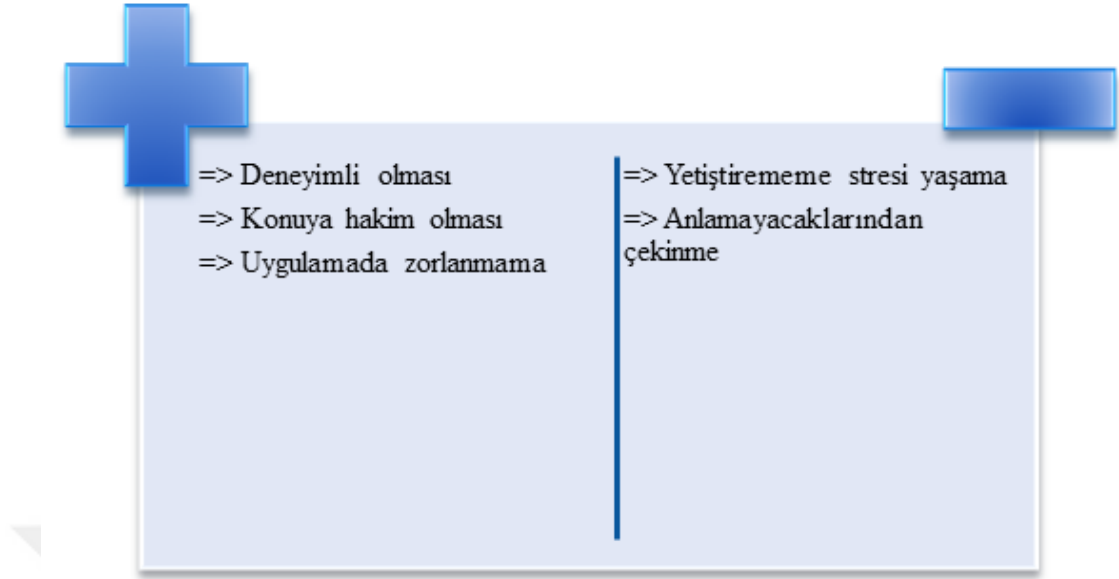 => Deneyimli olması
=> Konuya hakim olması
=> Uygulamada zorlanmama
=> Yetiştirememe stresi yaşama
=> Anlamayacaklarından
çekinme